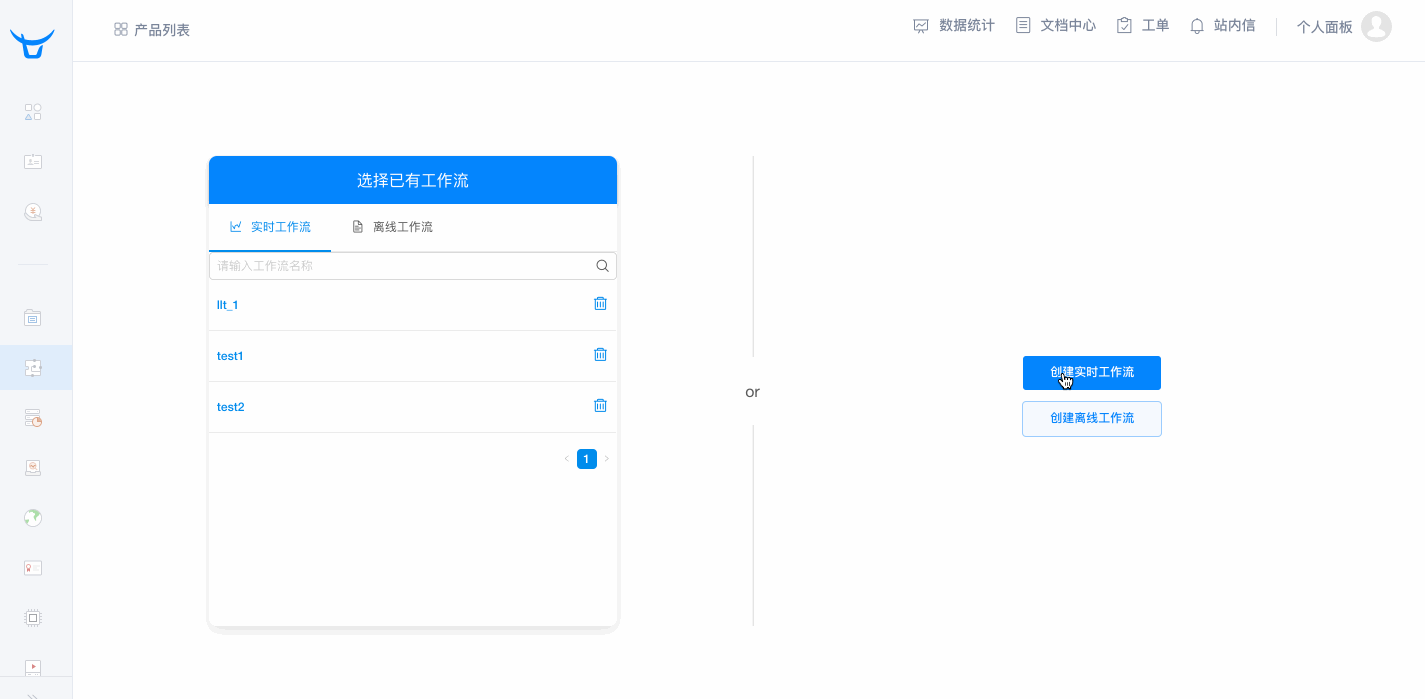 产品列表
数据统计
文档中心
工单
站内信
个人面板
选择已有工作流
实时工作流
离线工作流
请输入工作流名称
llt_1
test1
test2
1
or
创建实时工作流
创建离线工作流